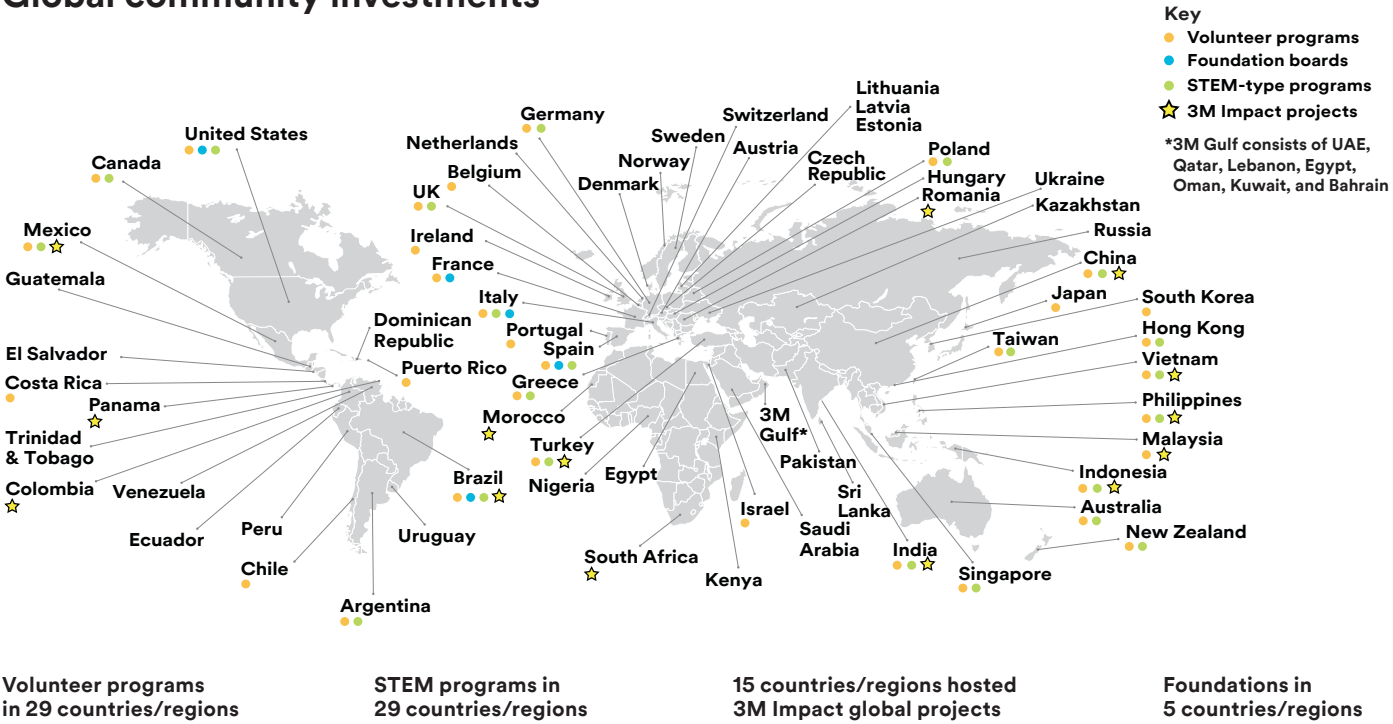 Global community investments
Key
Volunteer programs
Foundation boards
STEM-type programs
3M Impact projects
*3M Gulf consists of UAE,
Qatar, Lebanon, Egypt,
Oman, Kuwait, and Bahrain
United States
Canada
Mexico
Guatemala
El Salvador
Costa Rica
Panama
Trinidad
& Tobago
Colombia
Venezuela
Ecuador
Peru
Chile
Argentina
Uruguay
Brazil
Dominican
Republic
Puerto Rico
Germany
Netherlands
Belgium
UK
Ireland
France
Italy
Portugal
Spain
Greece
Morocco
Turkey
Nigeria
Egypt
South Africa
Kenya
Israel
Saudi
Arabia
3M
Gulf*
Pakistan
Sri
Lanka
India
Singapore
Denmark
Norway
Sweden
Switzerland
Austria
Lithuania
Latvia
Estonia
Czech
Republic
Poland
Hungary
Romania
Ukraine
Kazakhstan
Russia
China
Japan
South Korea
Taiwan
Hong Kong
Vietnam
Philippines
Malaysia
Indonesia
Australia
New Zealand
Volunteer programs
in 29 countries/regions
STEM programs in
29 countries/regions
15 countries/regions hosted
3M Impact global projects
Foundations in
5 countries/regions